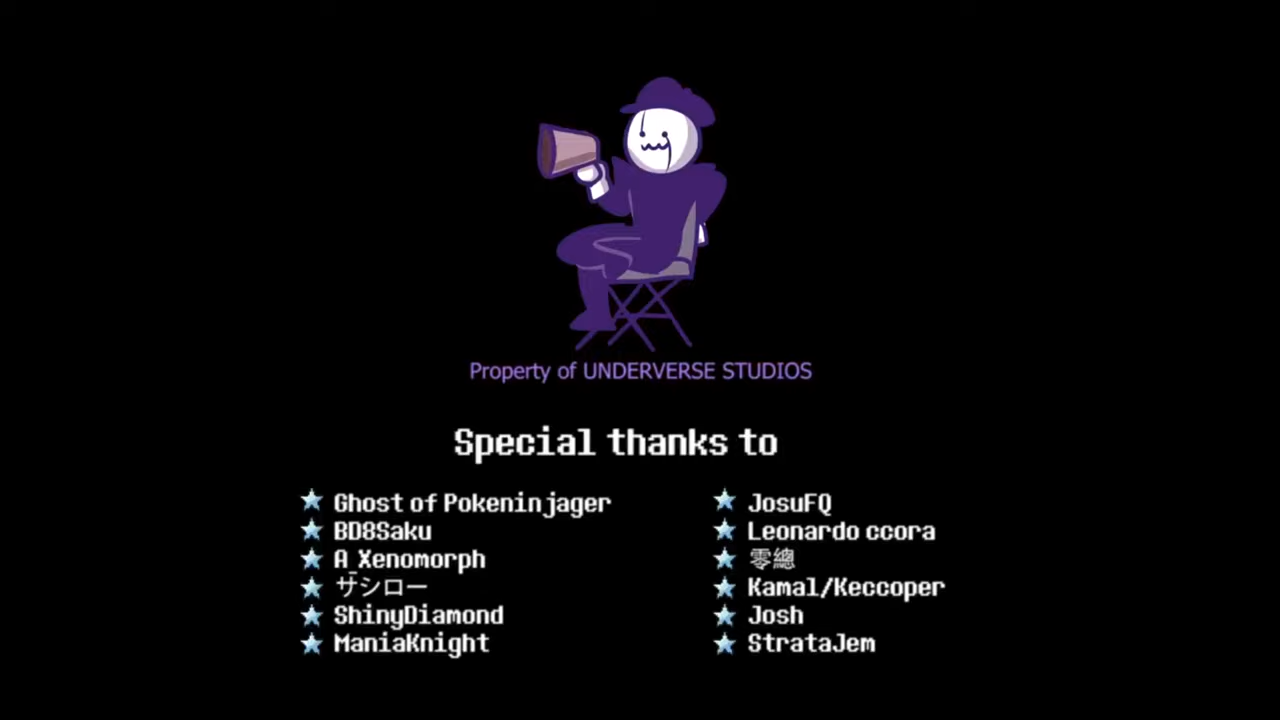 Property of UNDERVERSE STUDIOS
Special thanks to
Ghost of Pokeninjager
BD8Saku
A_Xenomorph
サシロー
ShinyDiamond
ManiaKnight
JosuFQ
Leonardo ccora
零總
Kamal/Keccoper
Josh
StrataJem